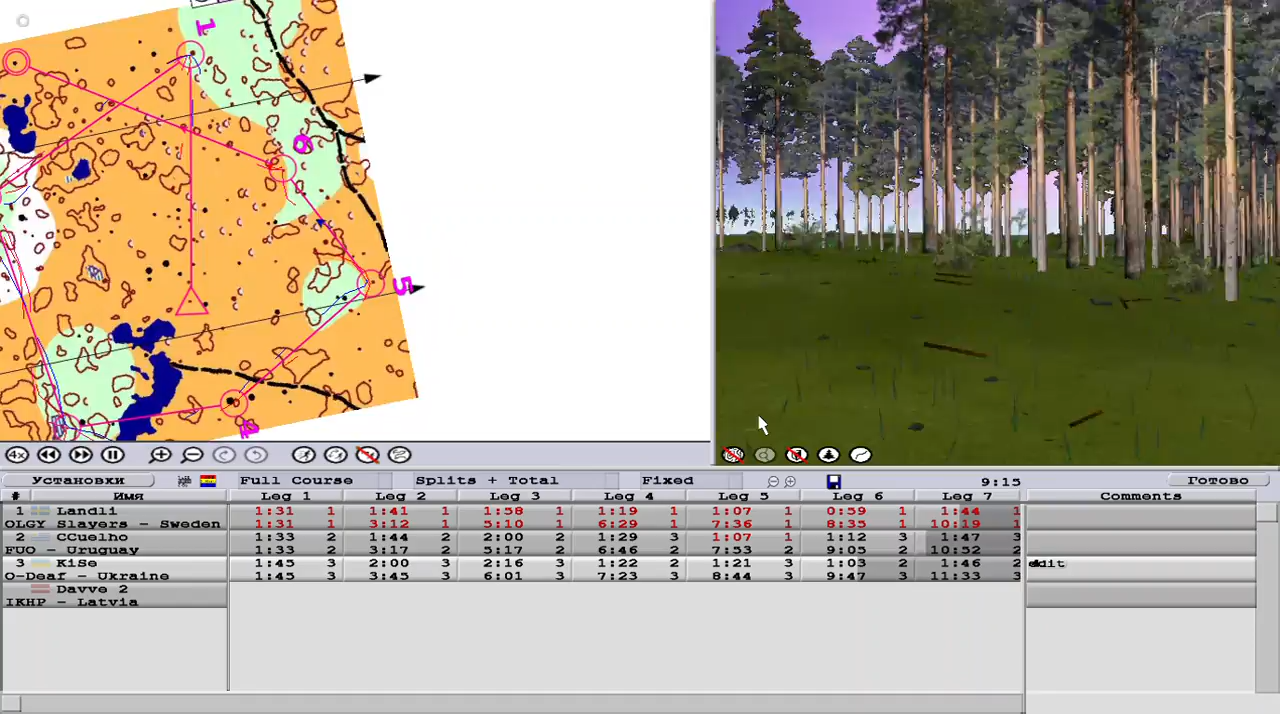 1
6
5
4
4x
Установки
Full Course
Splits + Total
Fixed
9:15
Готово
# Имя Leg 1 Leg 2 Leg 3 Leg 4 Leg 5 Leg 6 Leg 7 Comments
1 Landli 1:31 1 1:41 1 1:58 1 1:19 1 1:07 1 0:59 1 1:44 1
OLGY Slayers - Sweden 1:31 1 3:12 1 5:10 1 6:29 1 7:36 1 8:35 1 10:19 1
2 CCuelho 1:33 2 1:44 2 2:00 2 1:29 3 1:07 1 1:12 3 1:47 3
FUO - Uruguay 1:33 2 3:17 2 5:17 2 6:46 2 7:53 2 9:05 2 10:52 2
3 Kise 1:45 3 2:00 3 2:16 3 1:22 2 1:21 3 1:03 2 1:46 2
O-Deaf - Ukraine 1:45 3 3:45 3 6:01 3 7:23 3 8:44 3 9:47 3 11:33 3
Davve 2
IKHP - Latvia